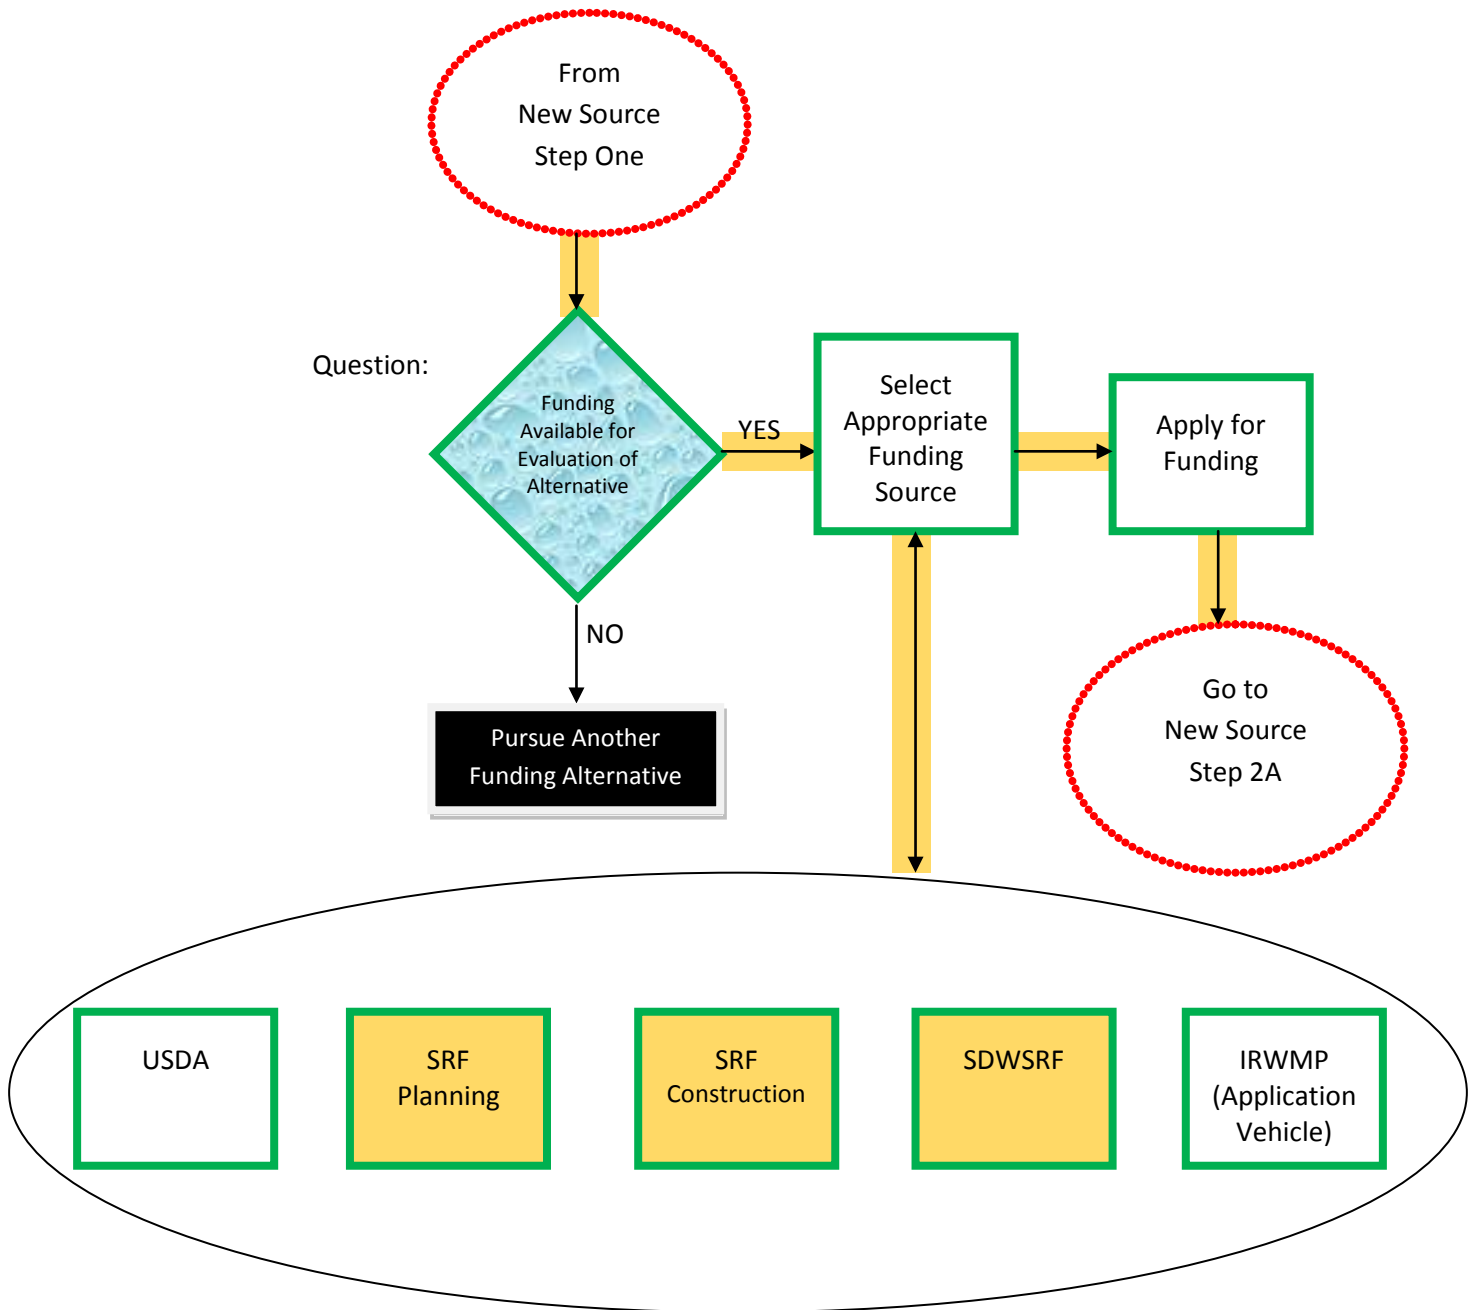 From
New Source
Step One
Question:
Funding
Available for
Evaluation of
Alternative
YES
Select
Appropriate
Funding
Source
Apply for
Funding
NO
Pursue Another
Funding Alternative
Go to
New Source
Step 2A
USDA
SRF
Planning
SRF
Construction
SDWSRF
IRWMP
(Application
Vehicle)